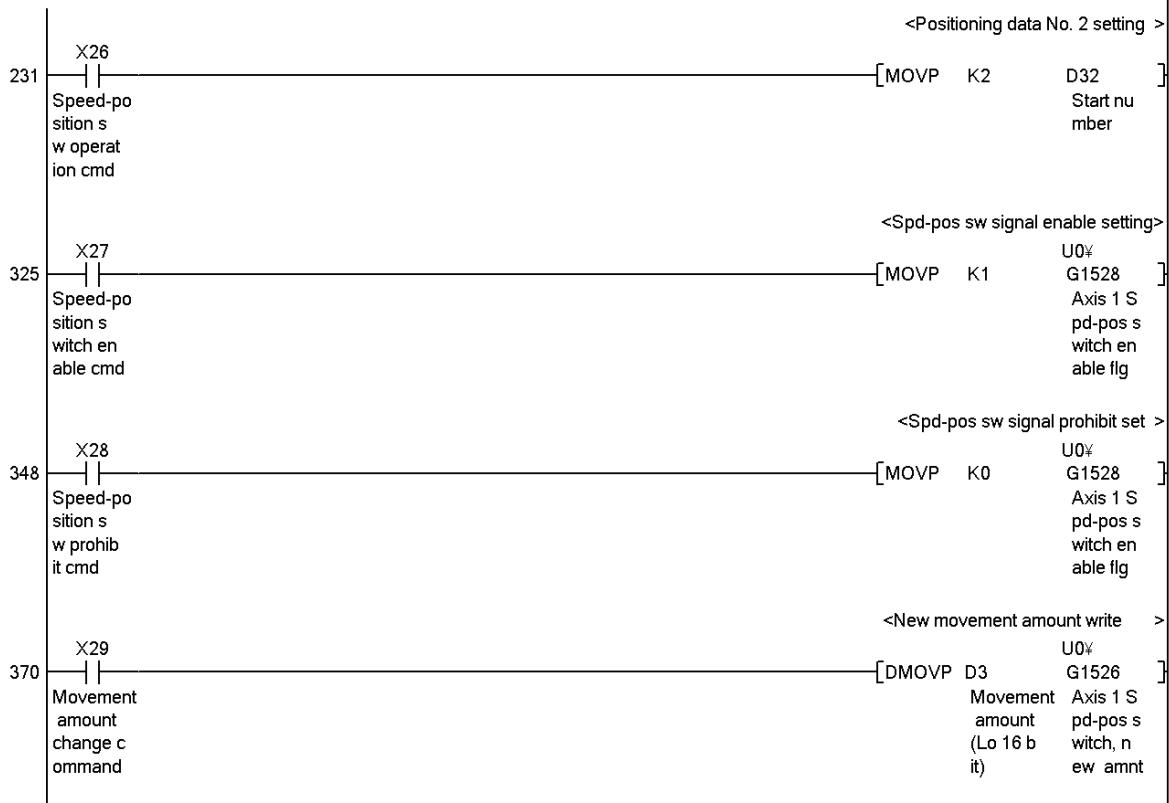 <Positioning data No. 2 setting >
X26
231 [MOVP K2 D32 ]
Speed-po Start nu
sition s mber
w operat
ion cmd
<Spd-pos sw signal enable setting>
X27 U0¥
325 [MOVP K1 G1528 ]
Speed-po Axis 1 S
sition s pd-pos s
witch en witch en
able cmd able flg
<Spd-pos sw signal prohibit set >
X28 U0¥
348 [MOVP K0 G1528 ]
Speed-po Axis 1 S
sition s pd-pos s
w prohib witch en
it cmd able flg
<New movement amount write >
X29 U0¥
370 [DMOVP D3 G1526 ]
Movement Movement Axis 1 S
amount amount pd-pos s
change c (Lo 16 b witch, n
ommand it) ew amnt